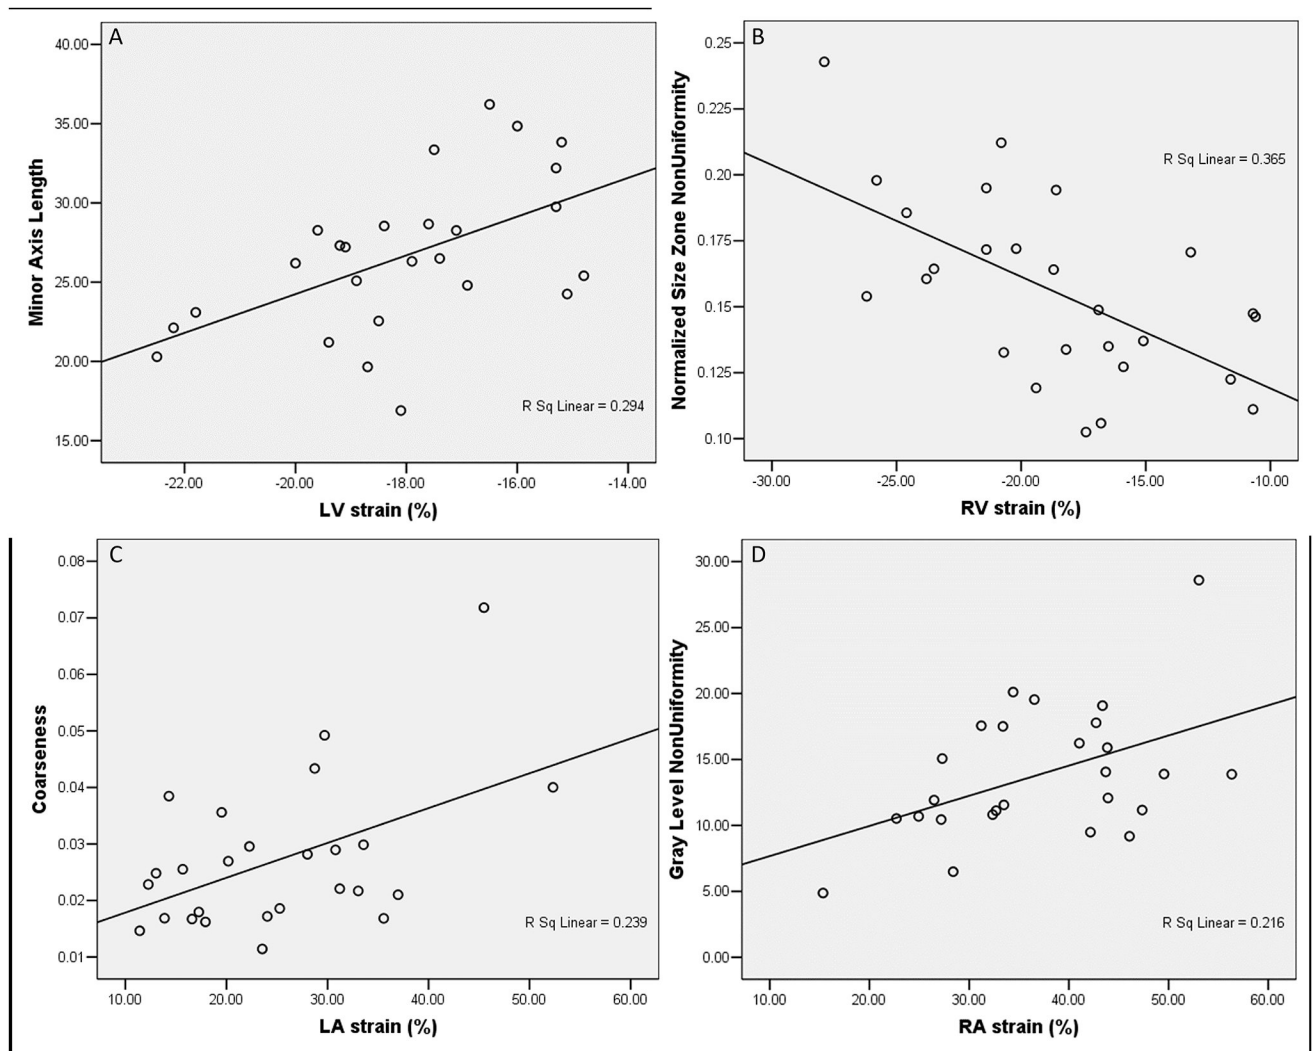 A
40.00
35.00
30.00
25.00
20.00
15.00
Minor Axis Length
R Sq Linear = 0.294
-22.00 -20.00 -18.00 -16.00 -14.00
LV strain (%)
B
0.25
0.225
0.20
0.175
0.15
0.125
0.10
Normalized Size Zone NonUniformity
R Sq Linear = 0.365
-30.00 -25.00 -20.00 -15.00 -10.00
RV strain (%)
C
0.08
0.07
0.06
0.05
0.04
0.03
0.02
0.01
Coarseness
R Sq Linear = 0.239
10.00 20.00 30.00 40.00 50.00 60.00
LA strain (%)
D
30.00
25.00
20.00
15.00
10.00
5.00
0.00
Gray Level NonUniformity
R Sq Linear = 0.216
10.00 20.00 30.00 40.00 50.00 60.00
RA strain (%)